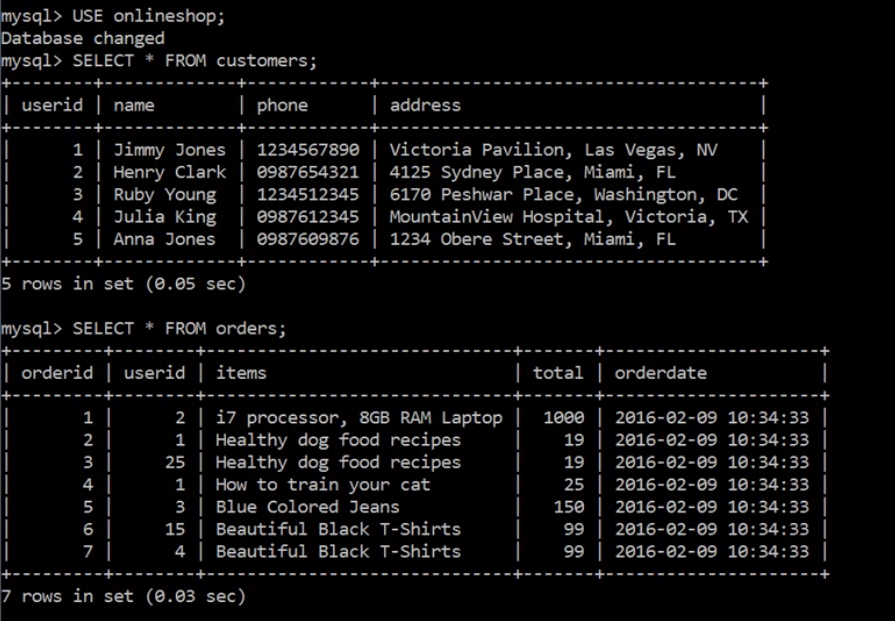 mysql> USE onlineshop;
Database changed
mysql> SELECT * FROM customers;
+--------+-------------+------------+-------------------------------------+
| userid | name        | phone      | address                             |
+--------+-------------+------------+-------------------------------------+
|      1 | Jimmy Jones | 1234567890 | Victoria Pavilion, Las Vegas, NV    |
|      2 | Henry Clark | 0987654321 | 4125 Sydney Place, Miami, FL        |
|      3 | Ruby Young  | 1234512345 | 6170 Peshwar Place, Washington, DC  |
|      4 | Julia King  | 0987612345 | MountainView Hospital, Victoria, TX |
|      5 | Anna Jones  | 0987609876 | 1234 Obere Street, Miami, FL        |
+--------+-------------+------------+-------------------------------------+
5 rows in set (0.05 sec)
mysql> SELECT * FROM orders;
+---------+--------+------------------------------+-------+---------------------+
| orderid | userid | items                        | total | orderdate           |
+---------+--------+------------------------------+-------+---------------------+
|       1 |      2 | i7 processor, 8GB RAM Laptop |  1000 | 2016-02-09 10:34:33 |
|       2 |      1 | Healthy dog food recipes     |    19 | 2016-02-09 10:34:33 |
|       3 |     25 | Healthy dog food recipes     |    19 | 2016-02-09 10:34:33 |
|       4 |      1 | How to train your cat        |    25 | 2016-02-09 10:34:33 |
|       5 |      3 | Blue Colored Jeans           |   150 | 2016-02-09 10:34:33 |
|       6 |     15 | Beautiful Black T-Shirts     |    99 | 2016-02-09 10:34:33 |
|       7 |      4 | Beautiful Black T-Shirts     |    99 | 2016-02-09 10:34:33 |
+---------+--------+------------------------------+-------+---------------------+
7 rows in set (0.03 sec)